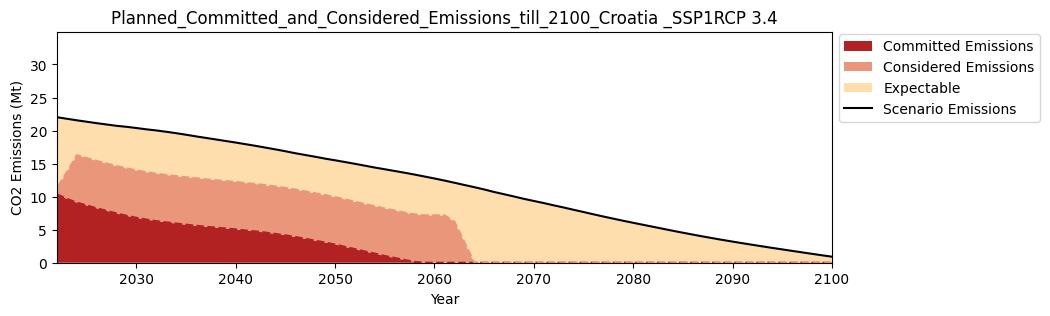 Planned_Committed_and_Considered_Emissions_till_2100_Croatia _SSP1RCP 3.4
Committed Emissions
Considered Emissions
Expectable
Scenario Emissions
CO2 Emissions (Mt)
30
25
20
15
10
5
0
2030 2040 2050 2060 2070 2080 2090 2100
Year